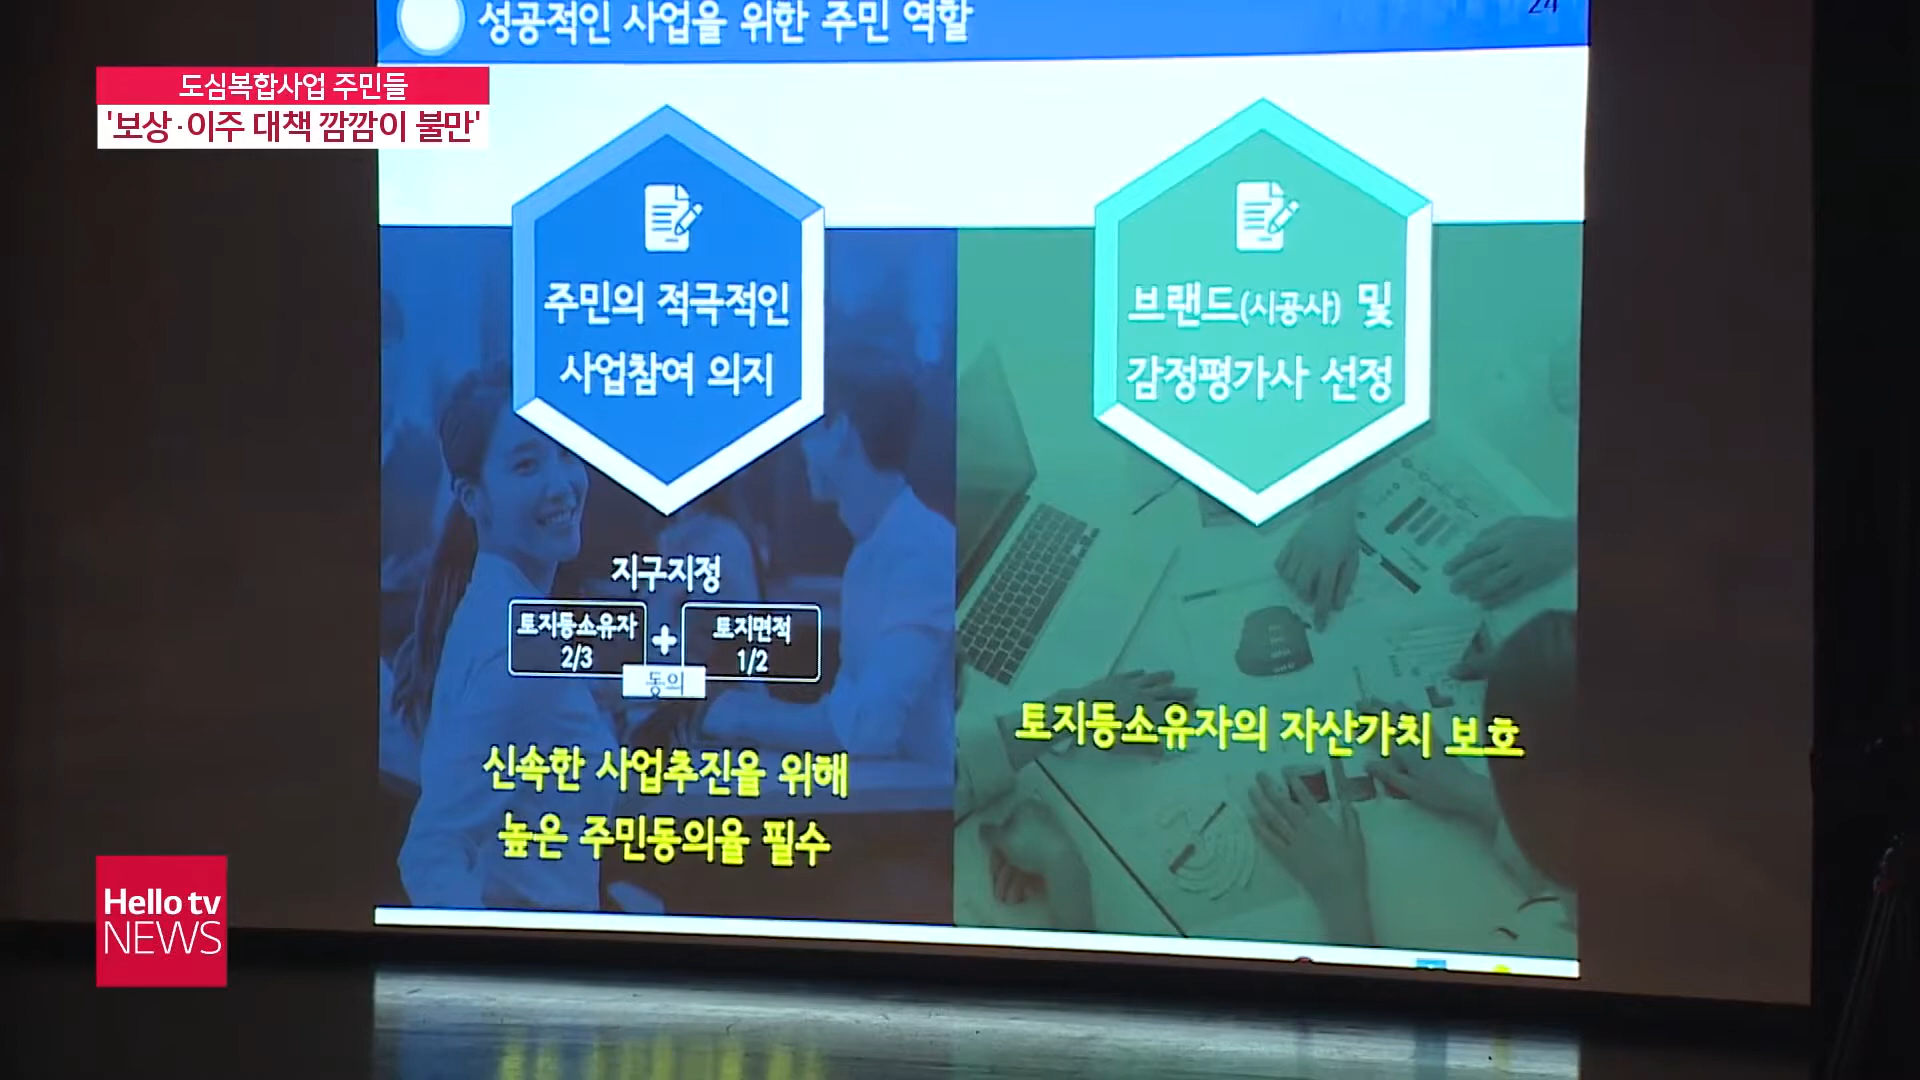 성공적인 사업을 위한 주민 역할
24
도심복합사업 주민들
'보상·이주 대책 깜깜이 불만'
주민의 적극적인
사업참여 의지
브랜드(시공사) 및
감정평가사 선정
지구지정
토지등소유자
2/3
+
토지면적
1/2
동의
신속한 사업추진을 위해
높은 주민동의율 필수
토지등소유자의 자산가치 보호
Hello tv
NEWS